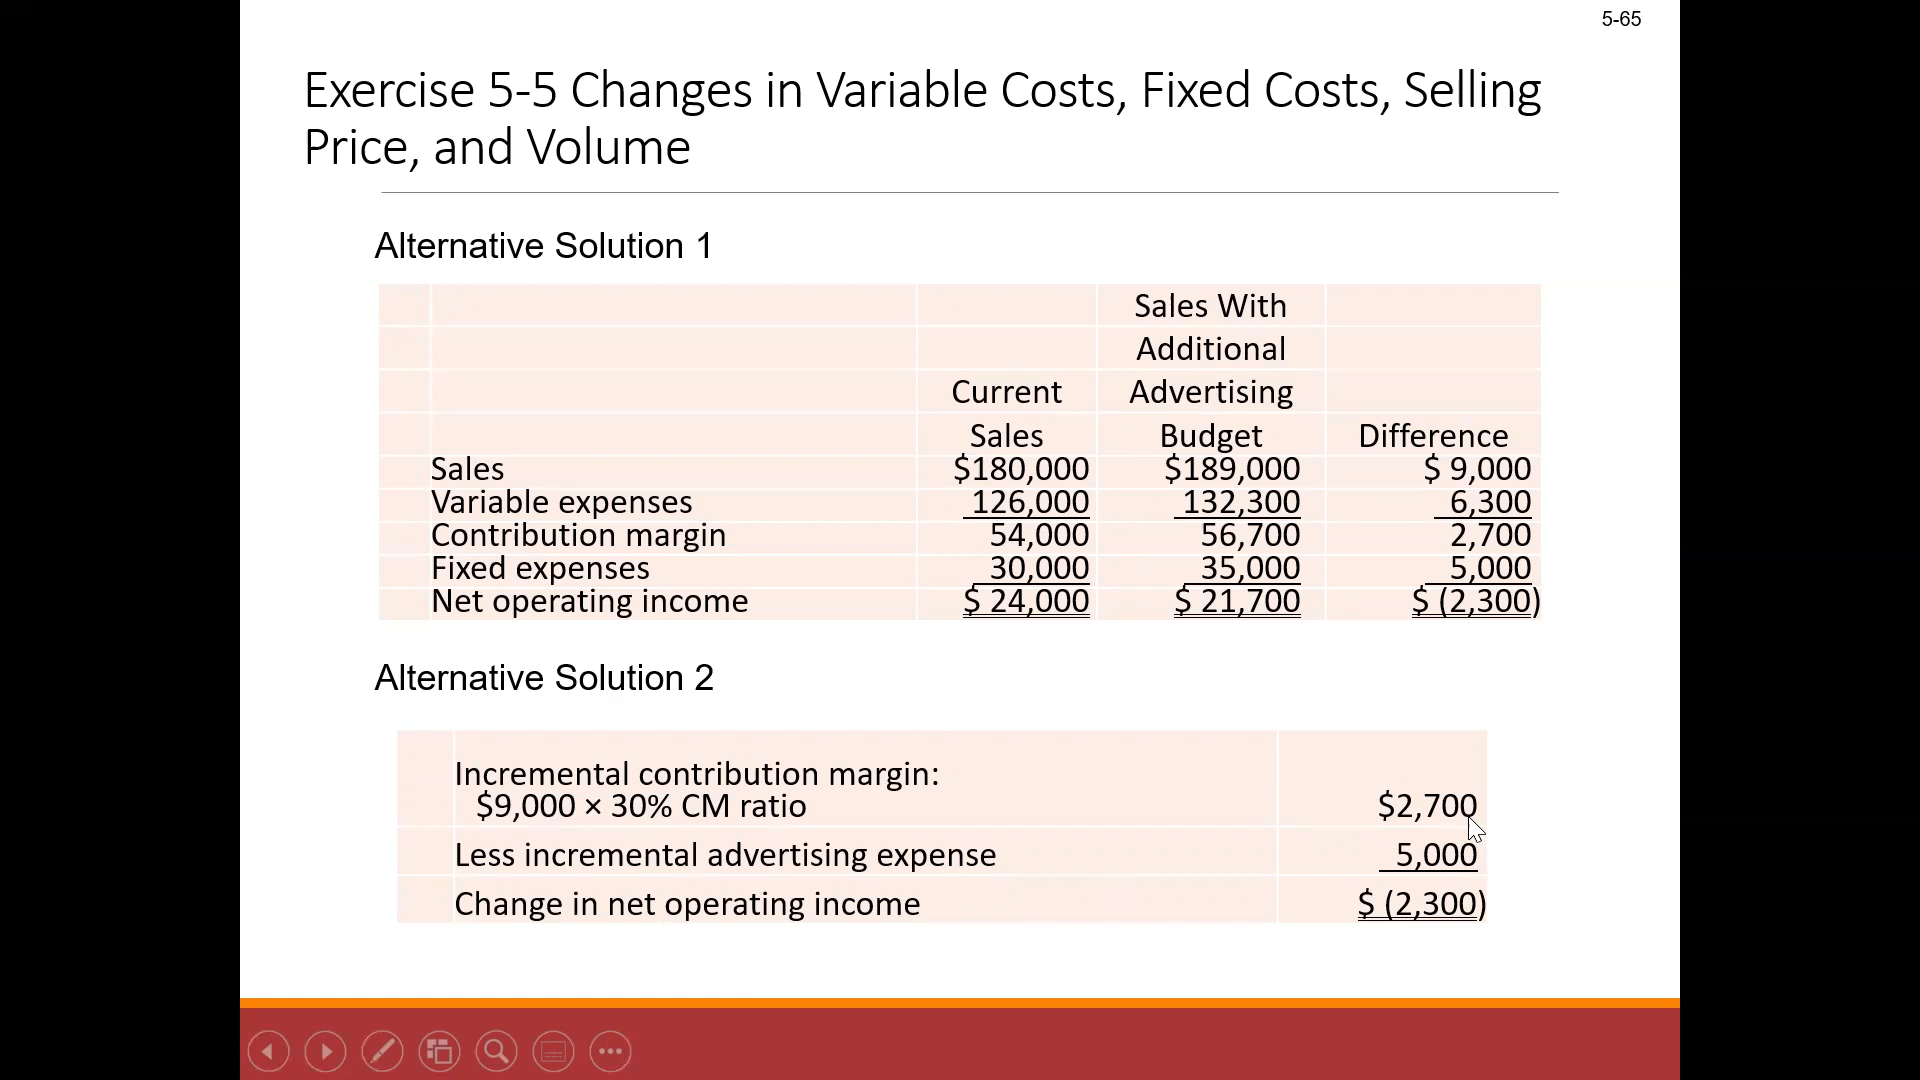 5-65
Exercise 5-5 Changes in Variable Costs, Fixed Costs, Selling
Price, and Volume
Alternative Solution 1
Sales With
Additional
Current Advertising
Sales Budget Difference
Sales $180,000 $189,000 $ 9,000
Variable expenses 126,000 132,300 6,300
Contribution margin 54,000 56,700 2,700
Fixed expenses 30,000 35,000 5,000
Net operating income $ 24,000 $ 21,700 $ (2,300)
Alternative Solution 2
Incremental contribution margin:
$9,000 × 30% CM ratio $2,700
Less incremental advertising expense 5,000
Change in net operating income $ (2,300)